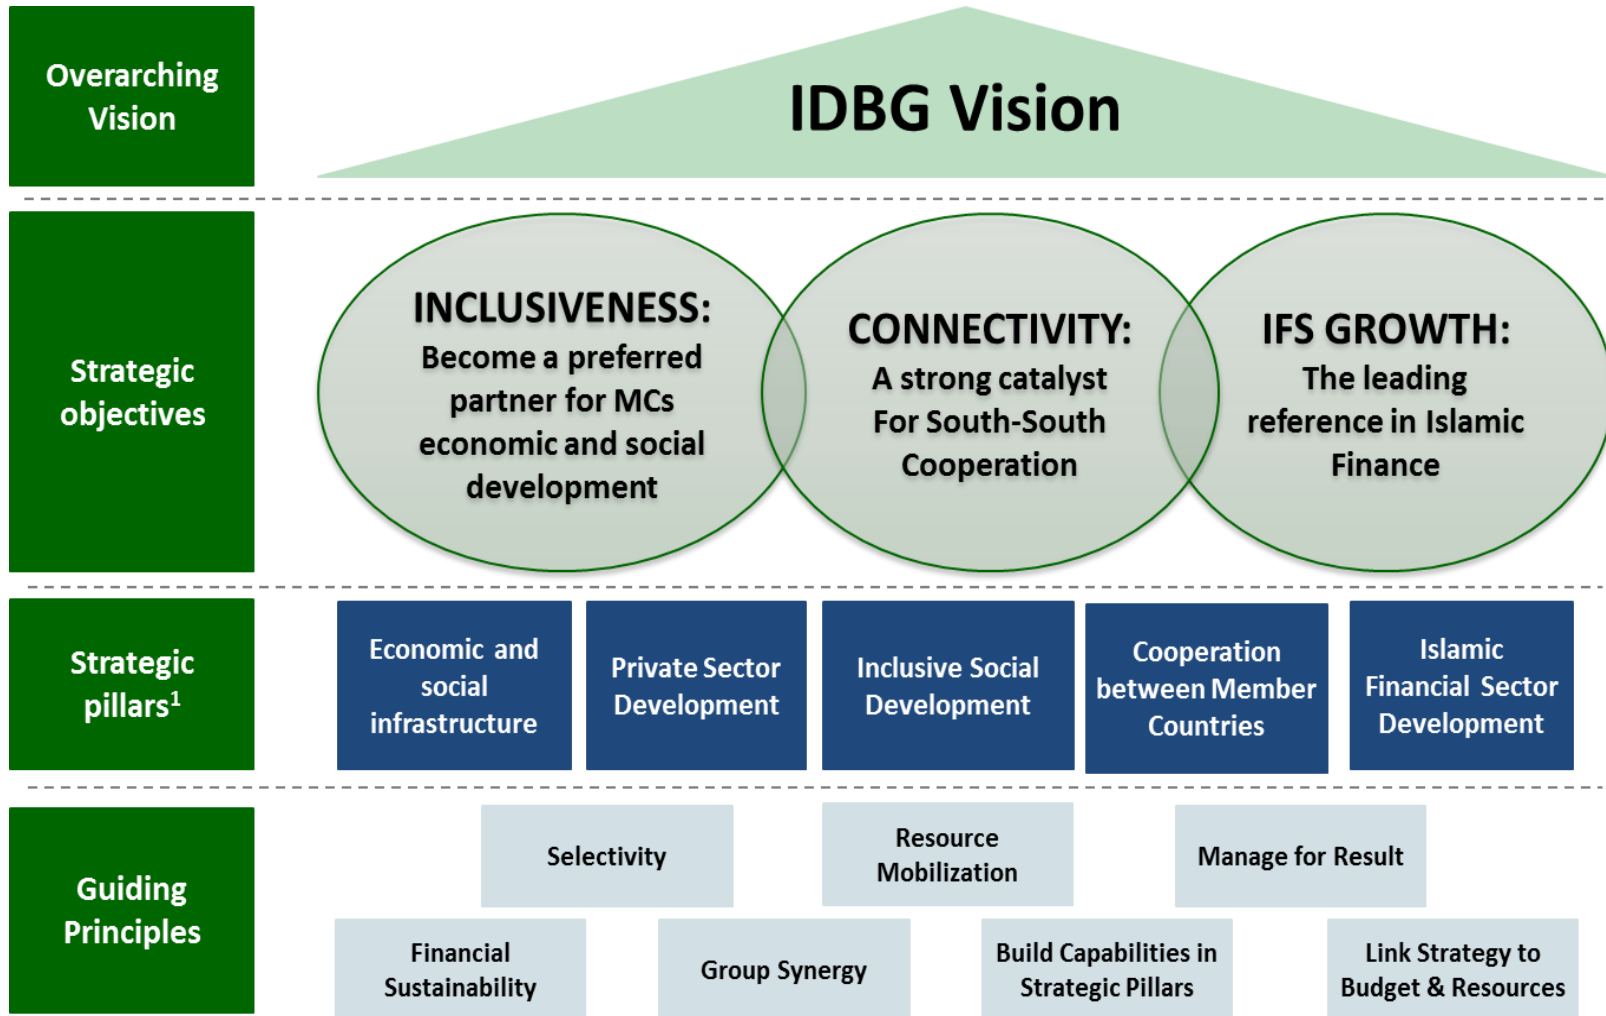 Overarching
Vision
IDBG Vision
Strategic
objectives
INCLUSIVENESS:
Become a preferred
partner for MCs
economic and social
development
CONNECTIVITY:
A strong catalyst
For South-South
Cooperation
IFS GROWTH:
The leading
reference in Islamic
Finance
Strategic
pillars¹
Economic and
social
infrastructure
Private Sector
Development
Inclusive Social
Development
Cooperation
between Member
Countries
Islamic
Financial Sector
Development
Guiding
Principles
Selectivity
Resource
Mobilization
Manage for Result
Financial
Sustainability
Group Synergy
Build Capabilities in
Strategic Pillars
Link Strategy to
Budget & Resources